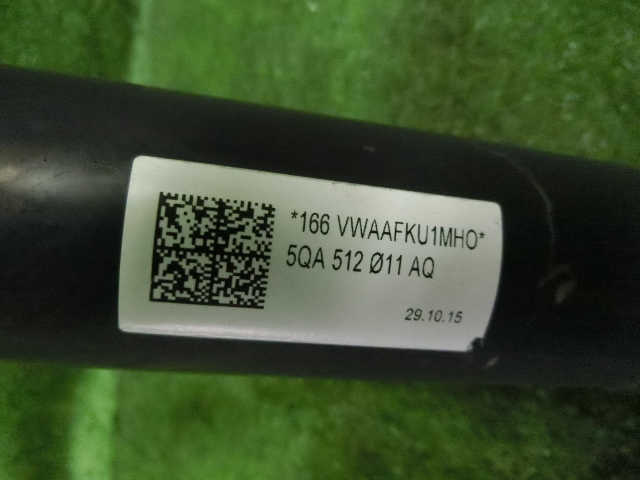 *166 VWAAFKU1MHO*
5QA 512 Ø11 AQ
29.10.15